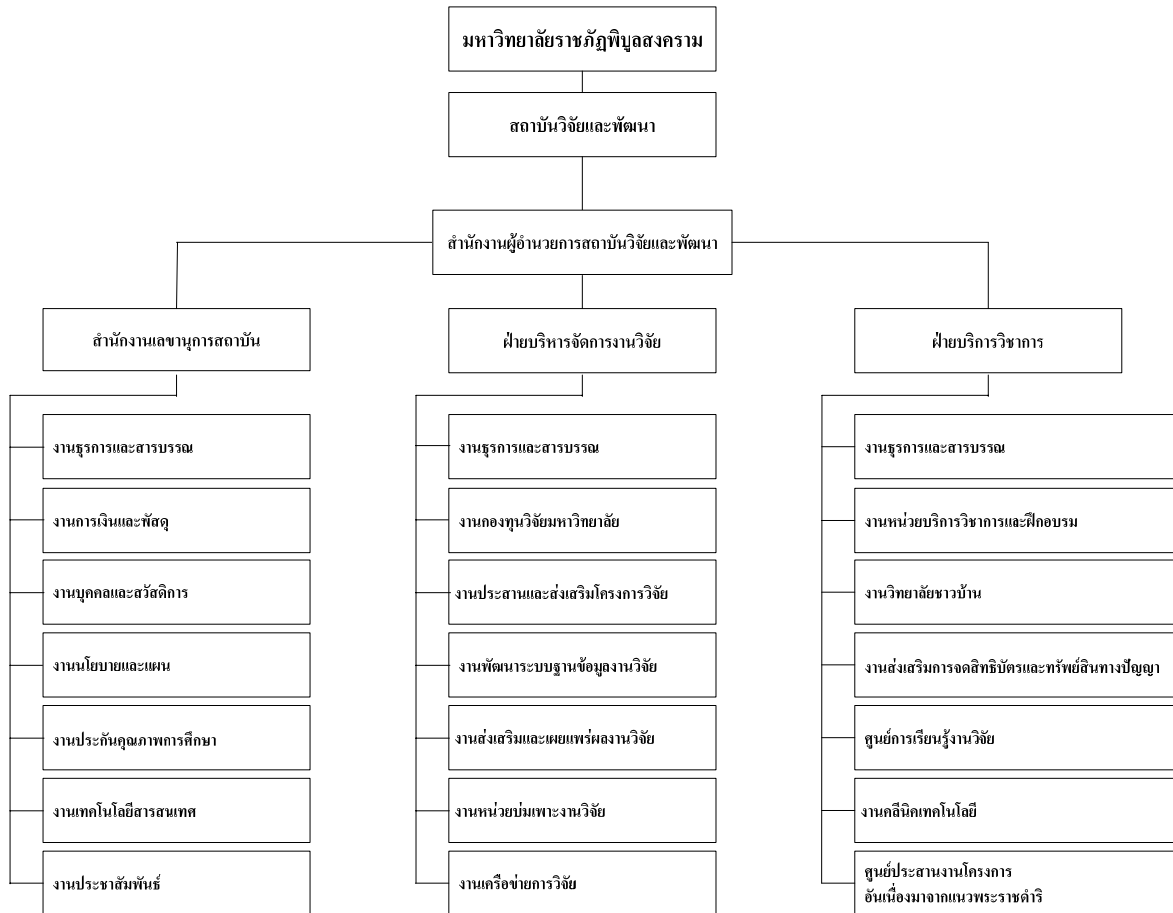 มหาวิทยาลัยราชภัฏพิบูลสงคราม
สถาบันวิจัยและพัฒนา
สำนักงานผู้อำนวยการสถาบันวิจัยและพัฒนา
สำนักงานเลขานุการสถาบัน
งานธุรการและสารบรรณ
งานการเงินและพัสดุ
งานบุคคลและสวัสดิการ
งานนโยบายและแผน
งานประกันคุณภาพการศึกษา
งานเทคโนโลยีสารสนเทศ
งานประชาสัมพันธ์
ฝ่ายบริหารจัดการงานวิจัย
งานธุรการและสารบรรณ
งานกองทุนวิจัยมหาวิทยาลัย
งานประสานและส่งเสริมโครงการวิจัย
งานพัฒนาระบบฐานข้อมูลงานวิจัย
งานส่งเสริมและเผยแพร่ผลงานวิจัย
งานหน่วยบ่มเพาะงานวิจัย
งานเครือข่ายการวิจัย
ฝ่ายบริการวิชาการ
งานธุรการและสารบรรณ
งานหน่วยบริการวิชาการและฝึกอบรม
งานวิทยาลัยชาวบ้าน
งานส่งเสริมการจดสิทธิบัตรและทรัพย์สินทางปัญญา
ศูนย์การเรียนรู้งานวิจัย
งานคลีนิคเทคโนโลยี
ศูนย์ประสานงานโครงการ
อันเนื่องมาจากแนวพระราชดำริ